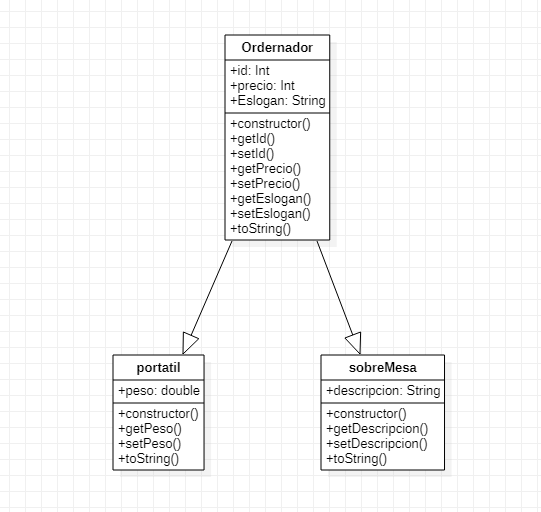 Ordernador
+id: Int
+precio: Int
+Eslogan: String
+constructor()
+getId()
+setId()
+getPrecio()
+setPrecio()
+getEslogan()
+setEslogan()
+toString()
portatil
+peso: double
+constructor()
+getPeso()
+setPeso()
+toString()
sobreMesa
+descripcion: String
+constructor()
+getDescripcion()
+setDescripcion()
+toString()